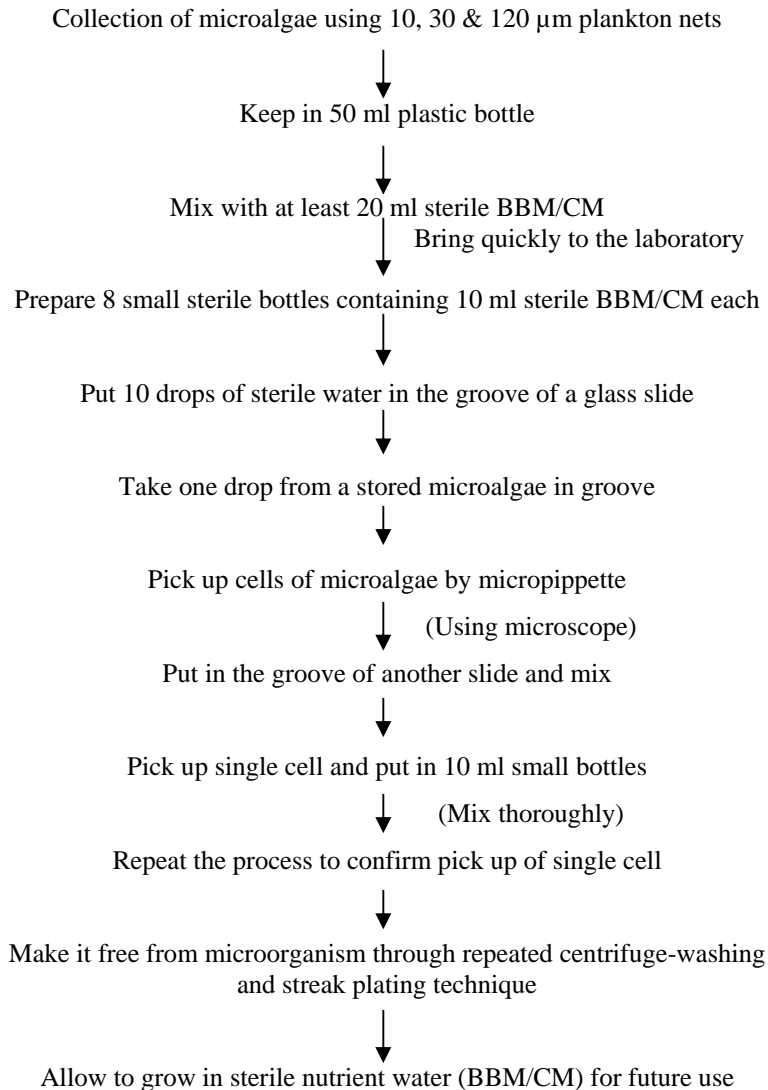 Collection of microalgae using 10, 30 & 120 µm plankton nets
Keep in 50 ml plastic bottle
Mix with at least 20 ml sterile BBM/CM
Bring quickly to the laboratory
Prepare 8 small sterile bottles containing 10 ml sterile BBM/CM each
Put 10 drops of sterile water in the groove of a glass slide
Take one drop from a stored microalgae in groove
Pick up cells of microalgae by micropippette
(Using microscope)
Put in the groove of another slide and mix
Pick up single cell and put in 10 ml small bottles
(Mix thoroughly)
Repeat the process to confirm pick up of single cell
Make it free from microorganism through repeated centrifuge-washing
and streak plating technique
Allow to grow in sterile nutrient water (BBM/CM) for future use